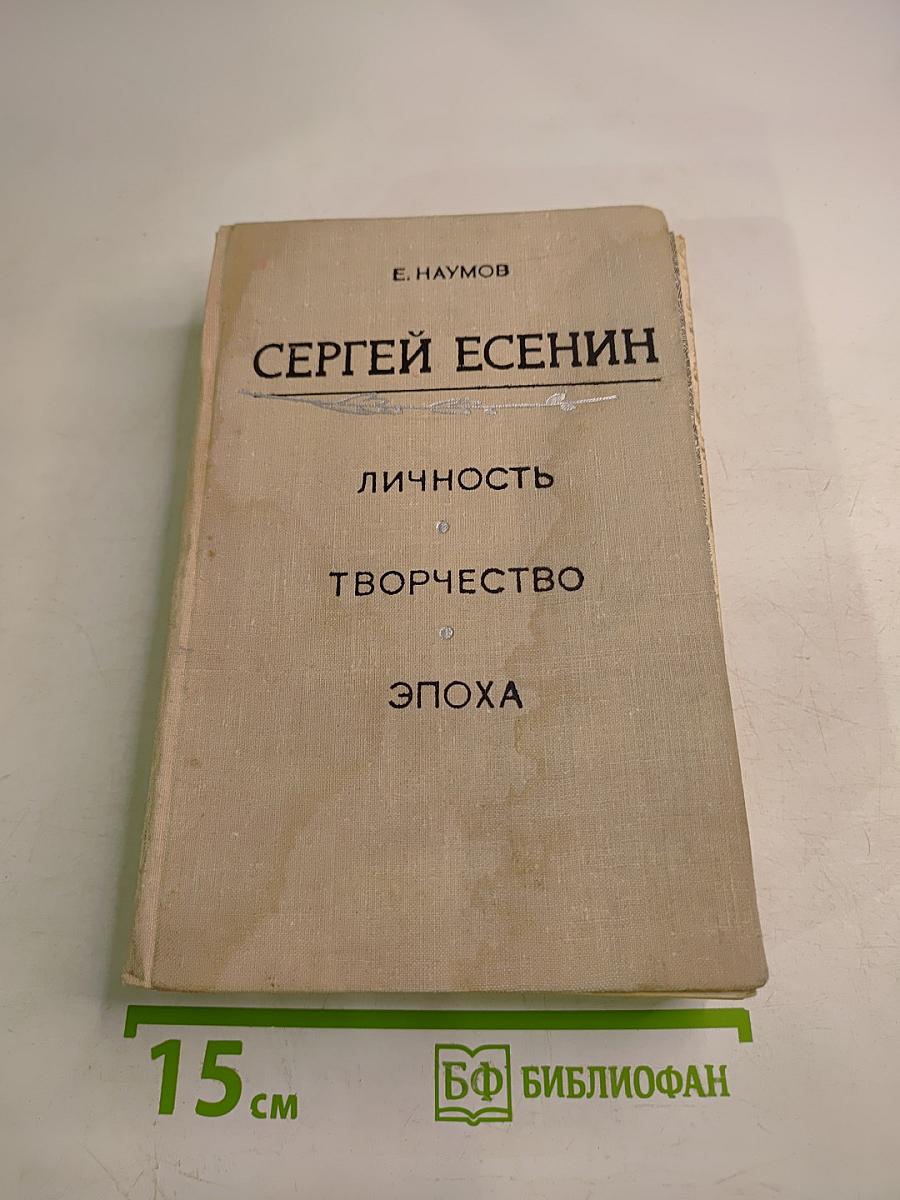 Е. НАУМОВ
СЕРГЕЙ ЕСЕНИН
ЛИЧНОСТЬ
ТВОРЧЕСТВО
ЭПОХА
15 см
БФ БИБЛИОФАН